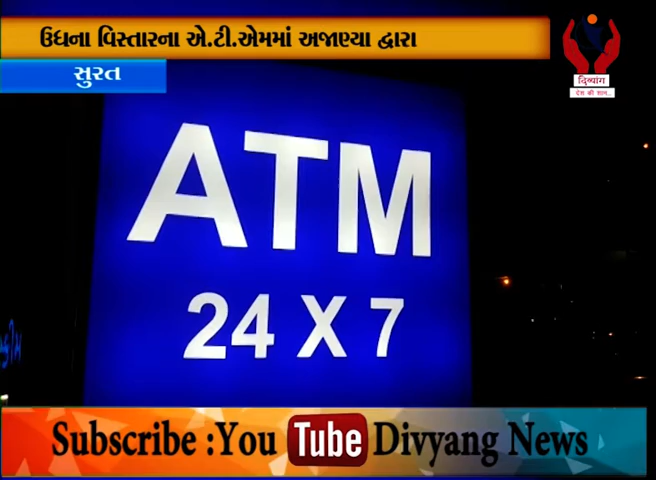 ઉધના વિસ્તારના એ.ટી.એમમાં અજાણ્યા દ્વારા
સુરત
दिव्यांग
देश की शान..
ATM
24 X 7
Subscribe :You Tube Divyang News